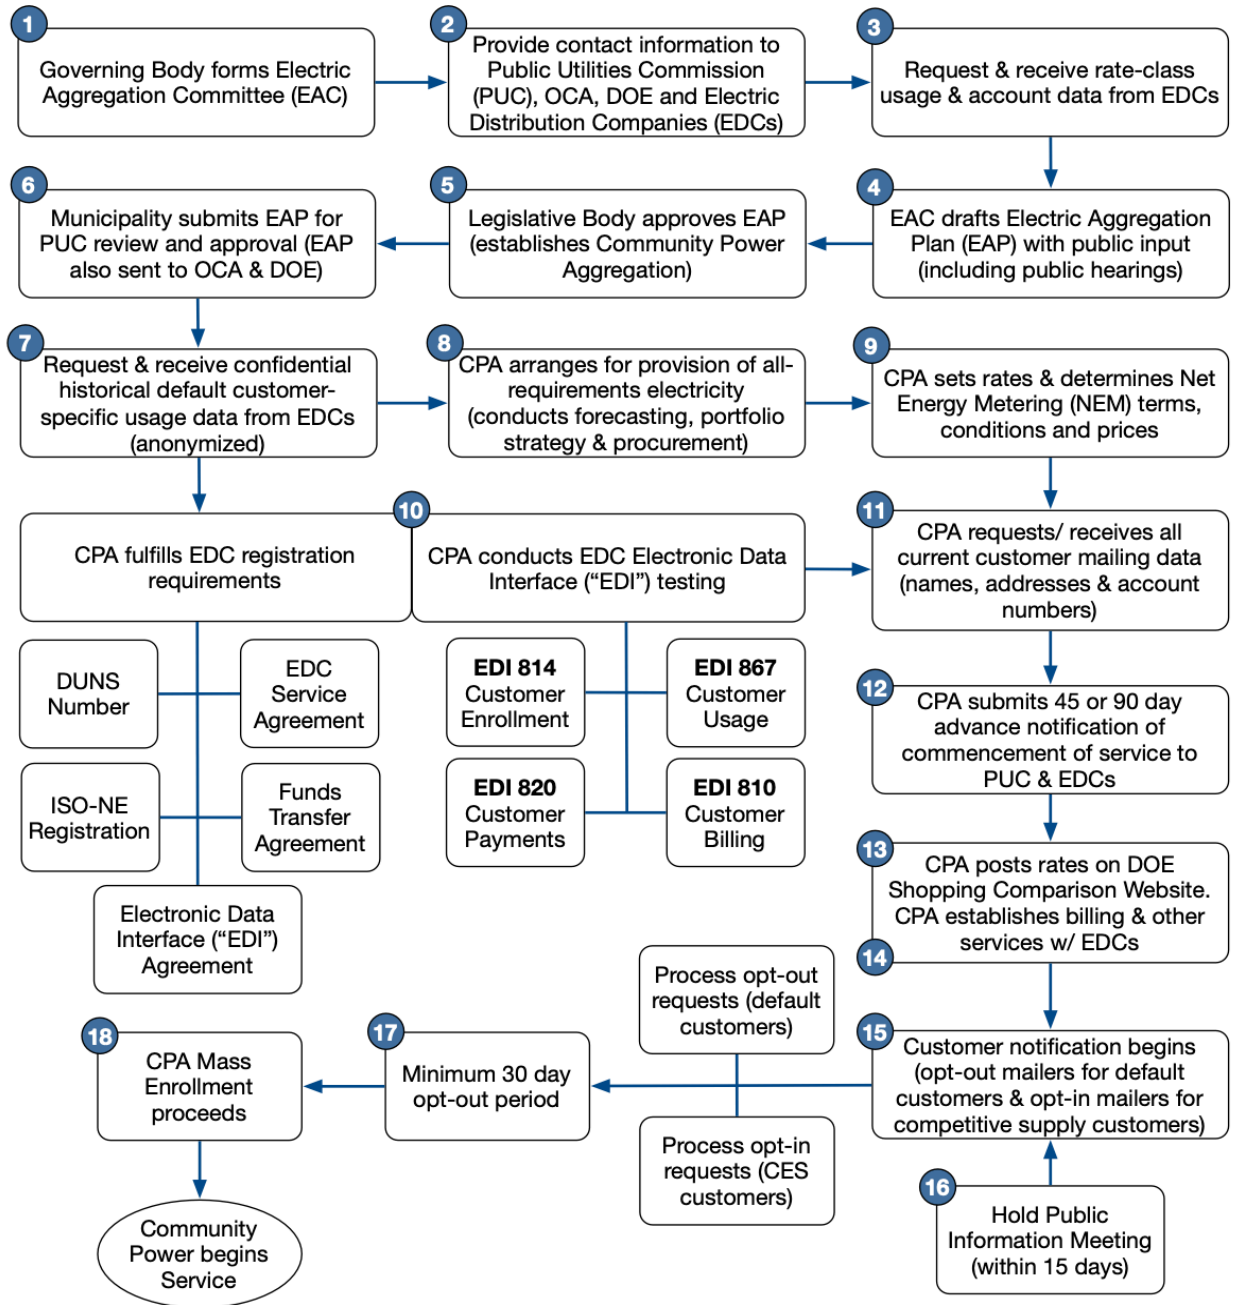 1
Governing Body forms Electric
Aggregation Committee (EAC)
2
Provide contact information to
Public Utilities Commission
(PUC), OCA, DOE and Electric
Distribution Companies (EDCs)
3
Request & receive rate-class
usage & account data from EDCs
4
EAC drafts Electric Aggregation
Plan (EAP) with public input
(including public hearings)
5
Legislative Body approves EAP
(establishes Community Power
Aggregation)
6
Municipality submits EAP for
PUC review and approval (EAP
also sent to OCA & DOE)
7
Request & receive confidential
historical default customer-
specific usage data from EDCs
(anonymized)
8
CPA arranges for provision of all-
requirements electricity
(conducts forecasting, portfolio
strategy & procurement)
9
CPA sets rates & determines Net
Energy Metering (NEM) terms,
conditions and prices
10
CPA fulfills EDC registration
requirements
CPA conducts EDC Electronic Data
Interface (“EDI”) testing
DUNS
Number
EDC
Service
Agreement
ISO-NE
Registration
Funds
Transfer
Agreement
Electronic Data
Interface (“EDI”)
Agreement
EDI 814
Customer
Enrollment
EDI 867
Customer
Usage
EDI 820
Customer
Payments
EDI 810
Customer
Billing
11
CPA requests/ receives all
current customer mailing data
(names, addresses & account
numbers)
12
CPA submits 45 or 90 day
advance notification of
commencement of service to
PUC & EDCs
13
CPA posts rates on DOE
Shopping Comparison Website.
CPA establishes billing & other
services w/ EDCs
14
15
Customer notification begins
(opt-out mailers for default
customers & opt-in mailers for
competitive supply customers)
16
Hold Public
Information Meeting
(within 15 days)
Process opt-out
requests (default
customers)
Process opt-in
requests (CES
customers)
17
Minimum 30 day
opt-out period
18
CPA Mass
Enrollment
proceeds
Community
Power begins
Service